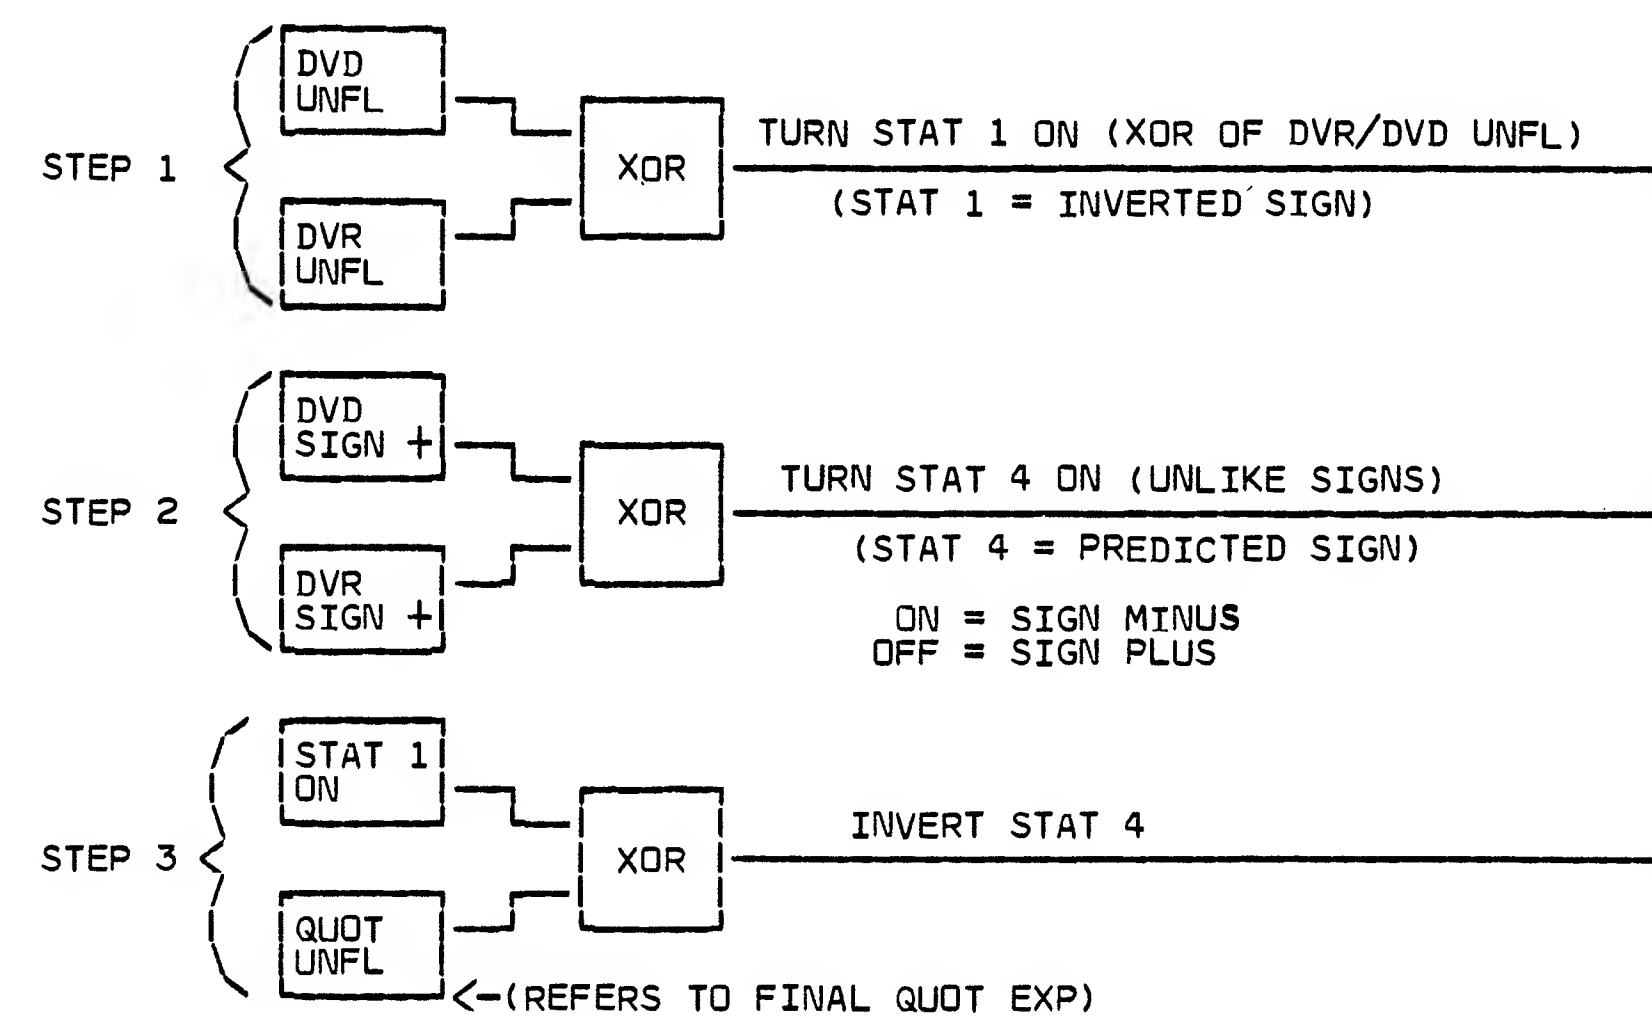 DVD
UNFL
STEP 1
XOR
TURN STAT 1 ON (XOR OF DVR/DVD UNFL)
(STAT 1 = INVERTED SIGN)
DVR
UNFL
DVD
SIGN +
STEP 2
XOR
TURN STAT 4 ON (UNLIKE SIGNS)
(STAT 4 = PREDICTED SIGN)
DVR
SIGN +
ON = SIGN MINUS
OFF = SIGN PLUS
STAT 1
ON
STEP 3
XOR
INVERT STAT 4
QUOT
UNFL
<-(REFERS TO FINAL QUOT EXP)